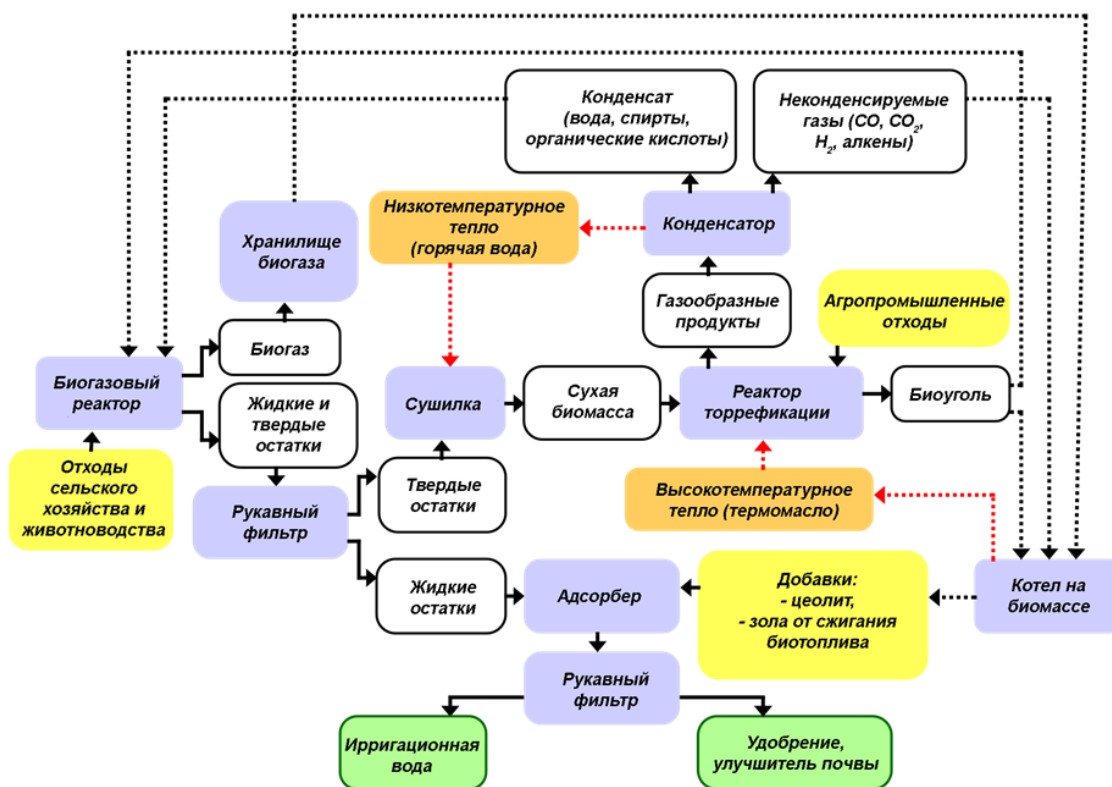 Конденсат
(вода, спирты,
органические кислоты)
Неконденсируемые
газы (CO, CO₂,
H₂, алкены)
Низкотемпературное
тепло
(горячая вода)
Конденсатор
Хранилище
биогаза
Газообразные
продукты
Агропромышленные
отходы
Биогаз
Биогазовый
реактор
Жидкие и
твердые
остатки
Сушилка
Сухая
биомасса
Реактор
торрефикации
Биоуголь
Отходы
сельского
хозяйства и
животноводства
Рукавный
фильтр
Твердые
остатки
Высокотемпературное
тепло (термомасло)
Жидкие
остатки
Адсорбер
Добавки:
- цеолит,
- зола от сжигания
биотоплива
Котел на
биомассе
Рукавный
фильтр
Ирригационная
вода
Удобрение,
улучшитель почвы